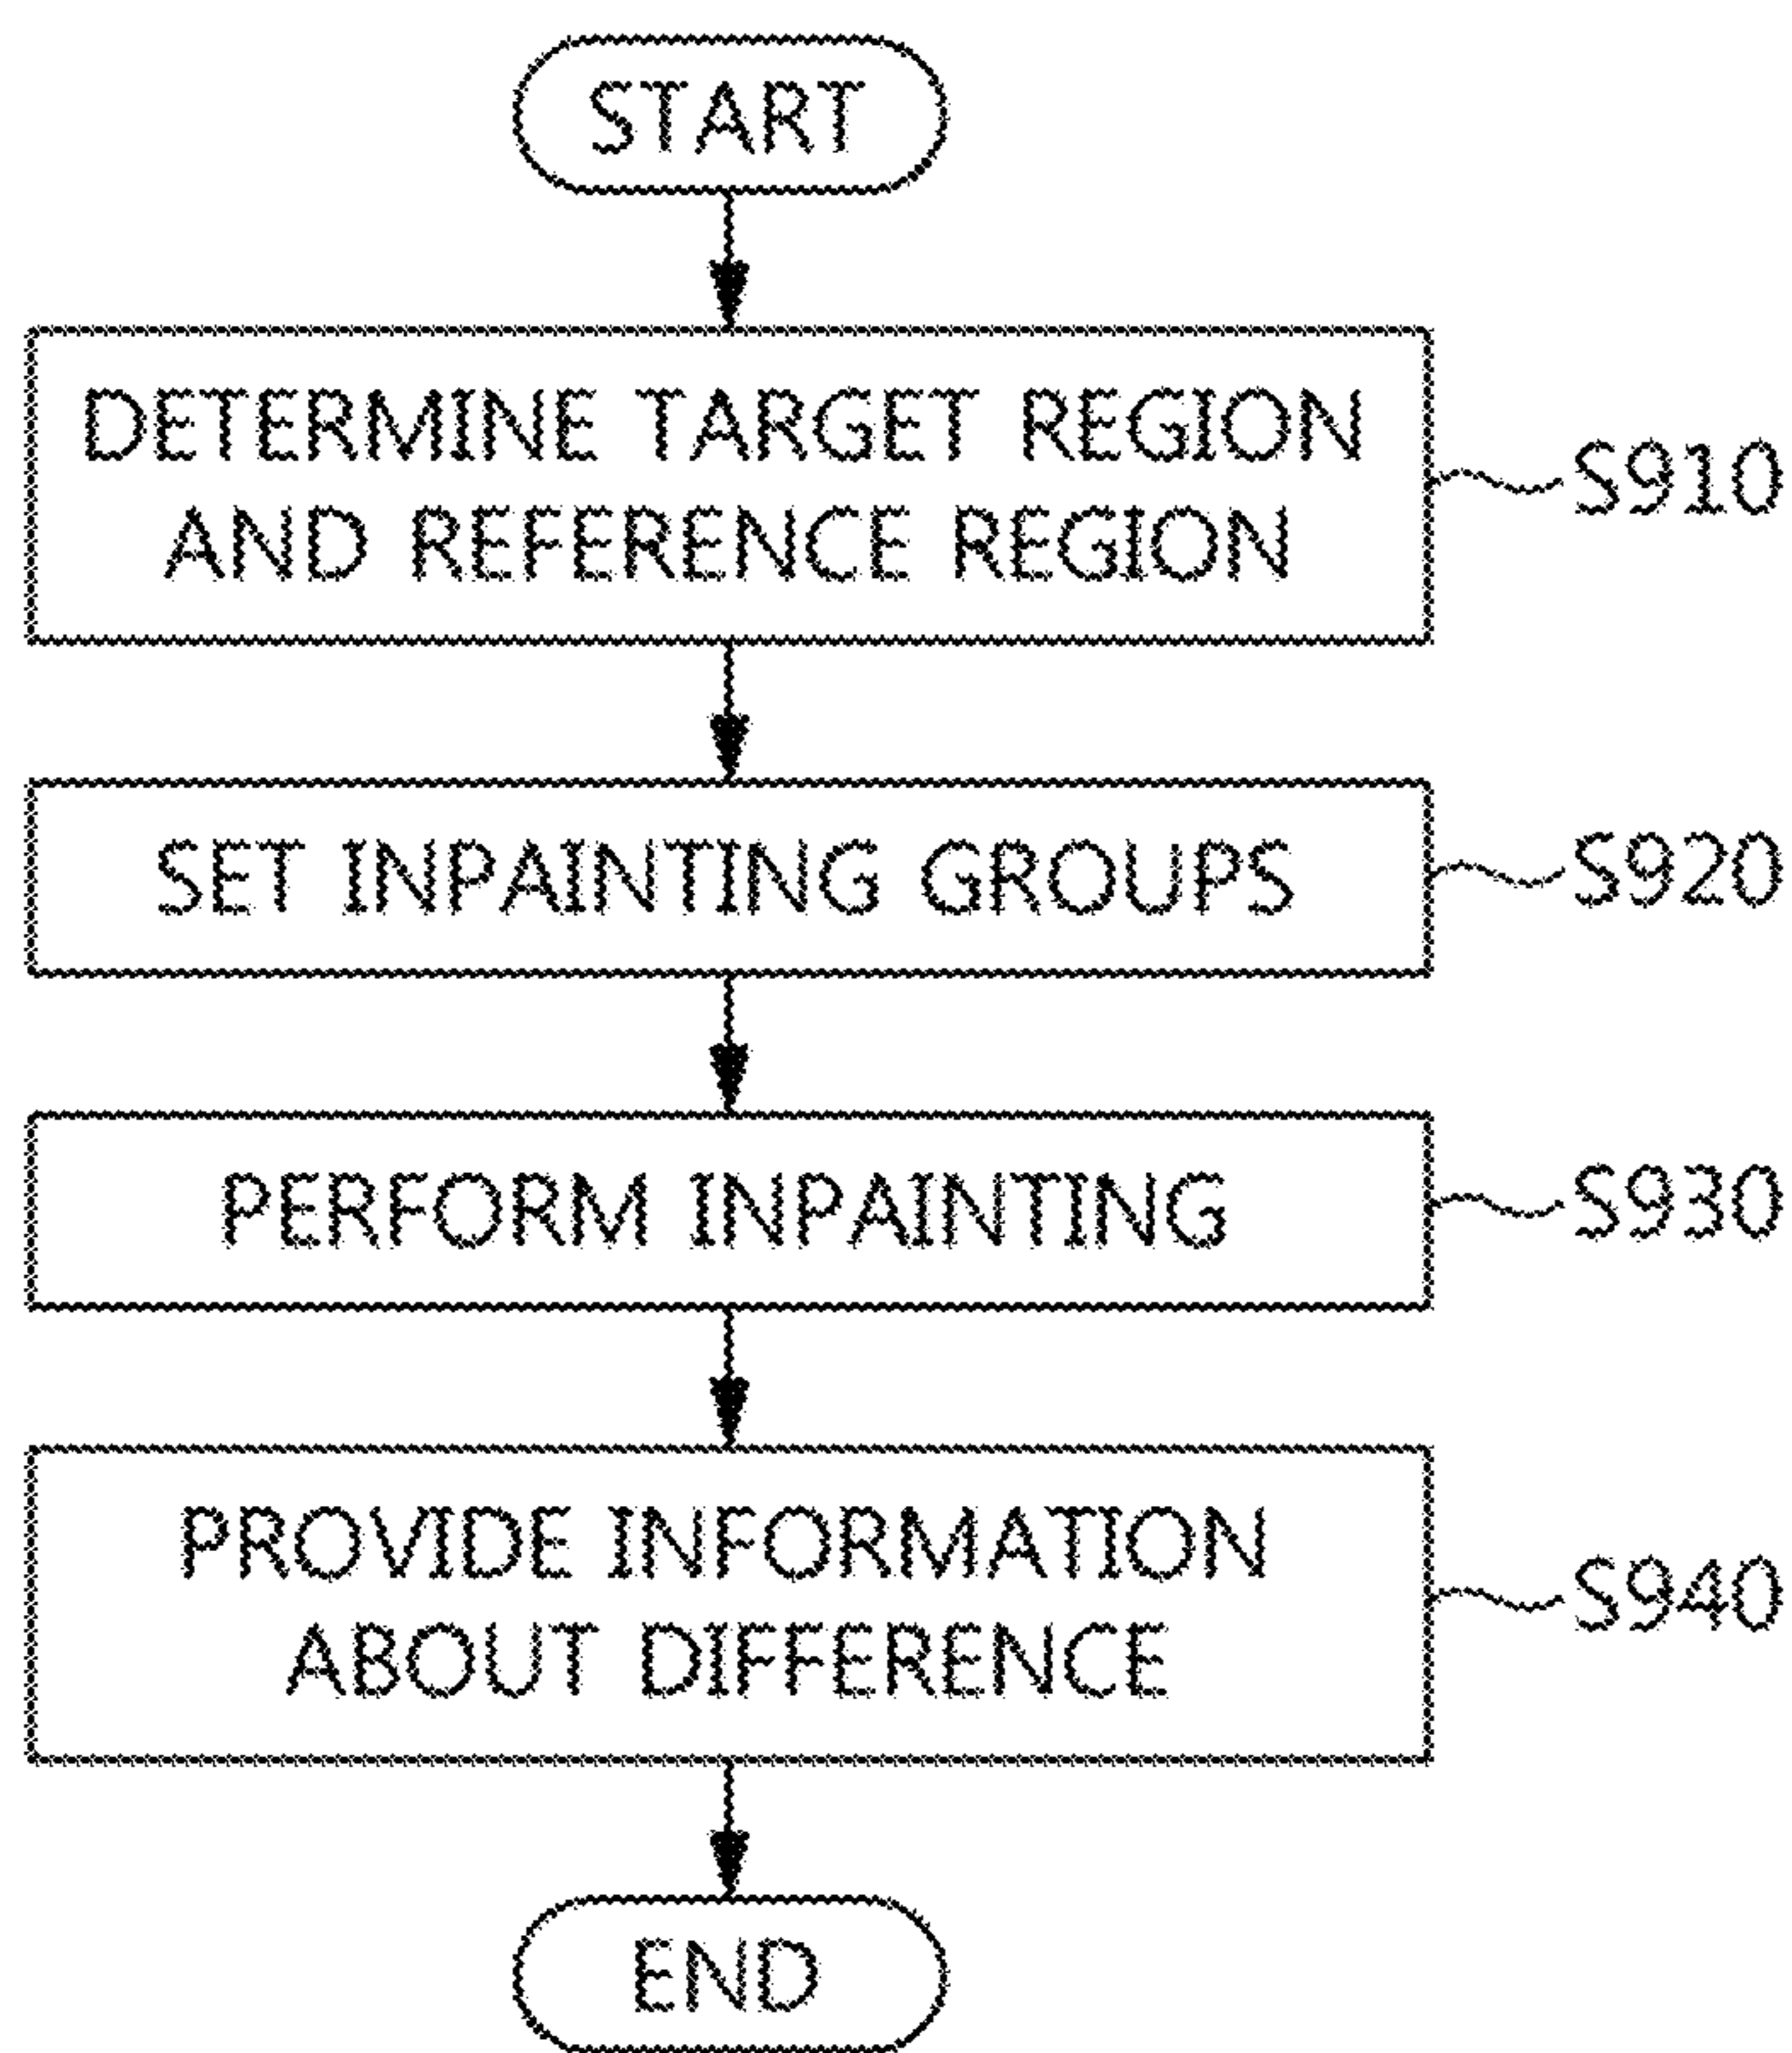 START
DETERMINE TARGET REGION
AND REFERENCE REGION
S910
SET INPAINTING GROUPS
S920
PERFORM INPAINTING
S930
PROVIDE INFORMATION
ABOUT DIFFERENCE
S940
END